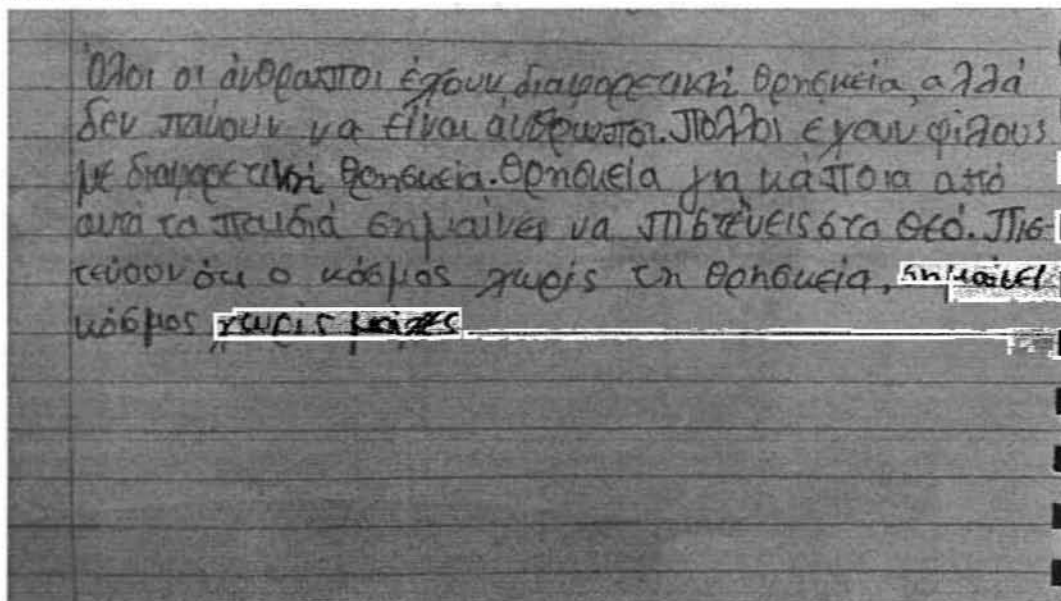 Όλοι οι άνθρωποι έχουν διαφορετική θρησκεία, αλλά
δεν παύουν να είναι άνθρωποι. Πολλοί έχουν φίλους
με διαφορετική θρησκεία. Θρησκεία για κάποια από
αυτά τα παιδιά σημαίνει να πιστέυεις στο Θεό. Πισ-
τεύουν ότι ο κόσμος χωρίς τη θρησκεία, σημαίνει
κόσμος χωρίς μάχες